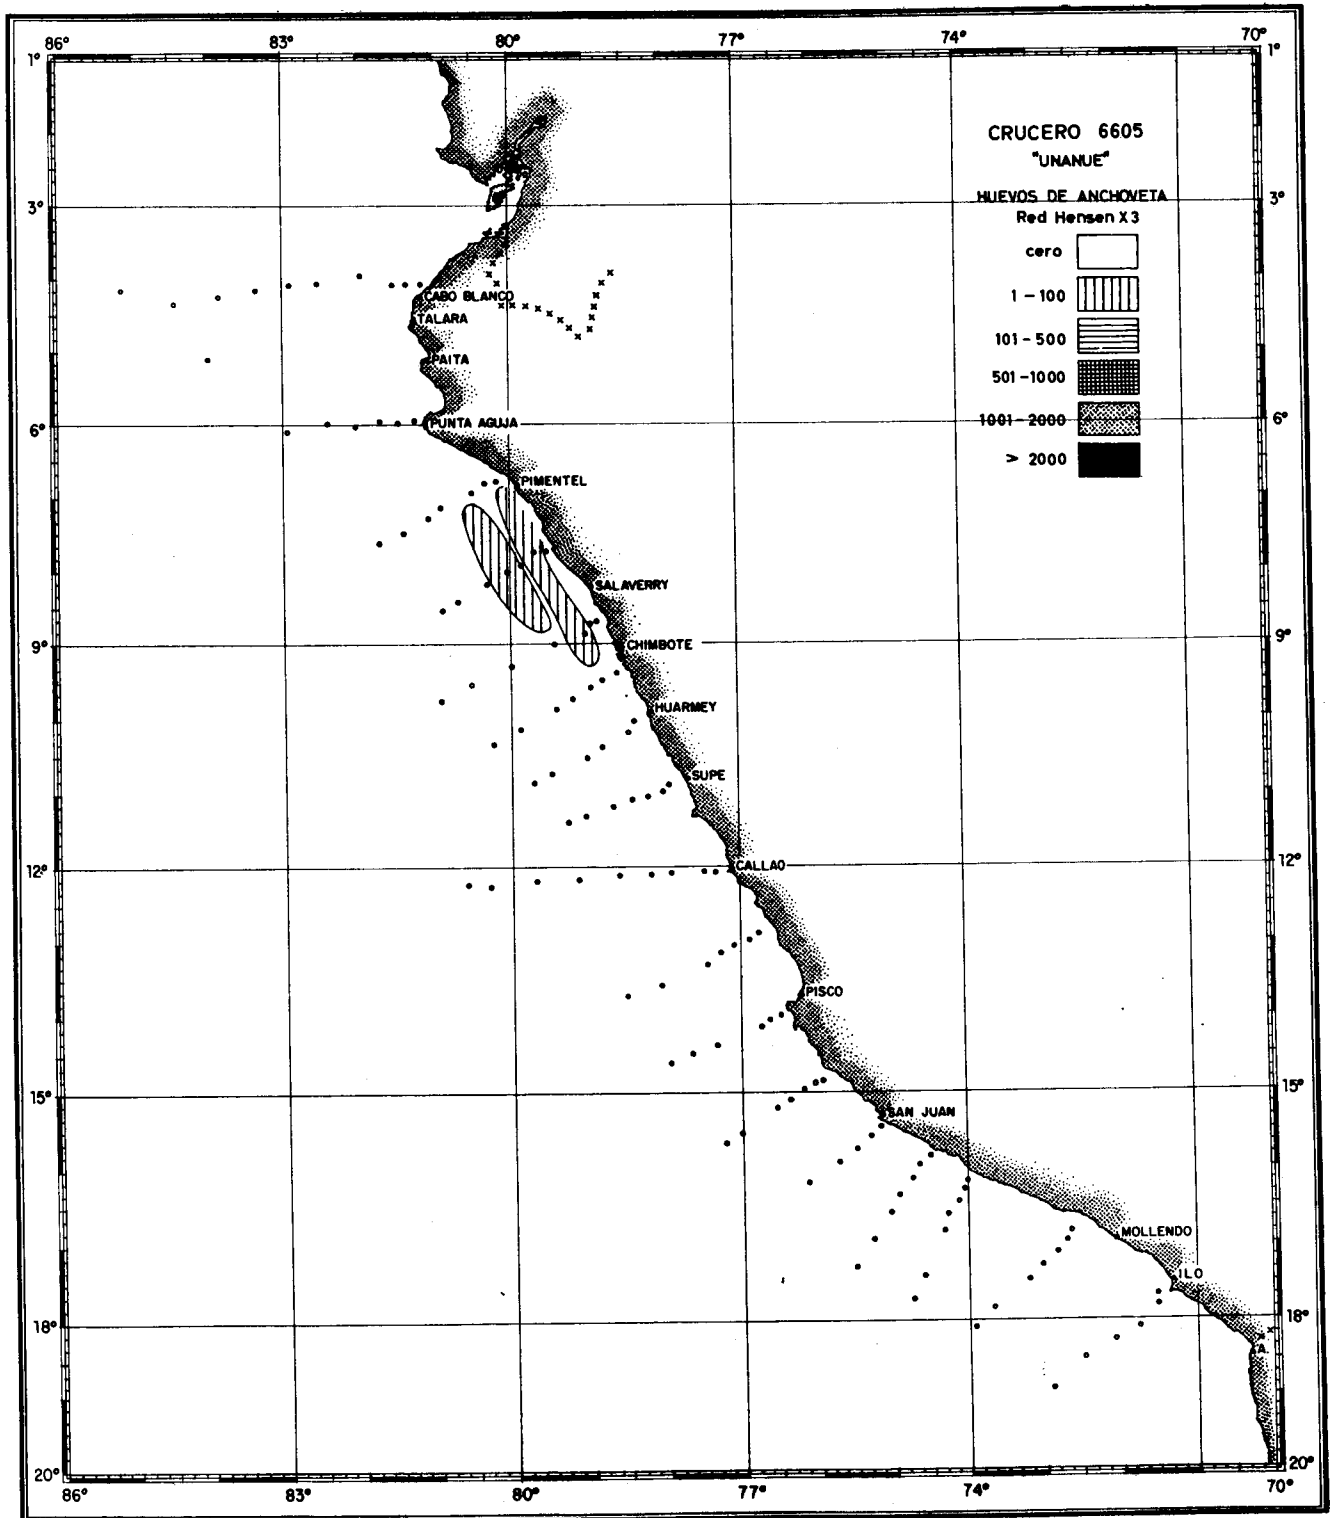 86° 83° 80° 77° 74° 70°
1° 1°
CRUCERO 6605
"UNANUE"
HUEVOS DE ANCHOVETA
Red Hensen X3
cero
1 - 100
101 - 500
501 - 1000
1001 - 2000
> 2000
3° 3°
CABO BLANCO
TALARA
PAITA
6° PUNTA AGUJA 6°
PIMENTEL
SALAVERRY
9° CHIMBOTE 9°
HUARMEY
SUPE
12° CALLAO 12°
PISCO
15° 15°
SAN JUAN
MOLLENDO
ILO
18° 18°
A.
20° 20°
86° 83° 80° 77° 74° 70°